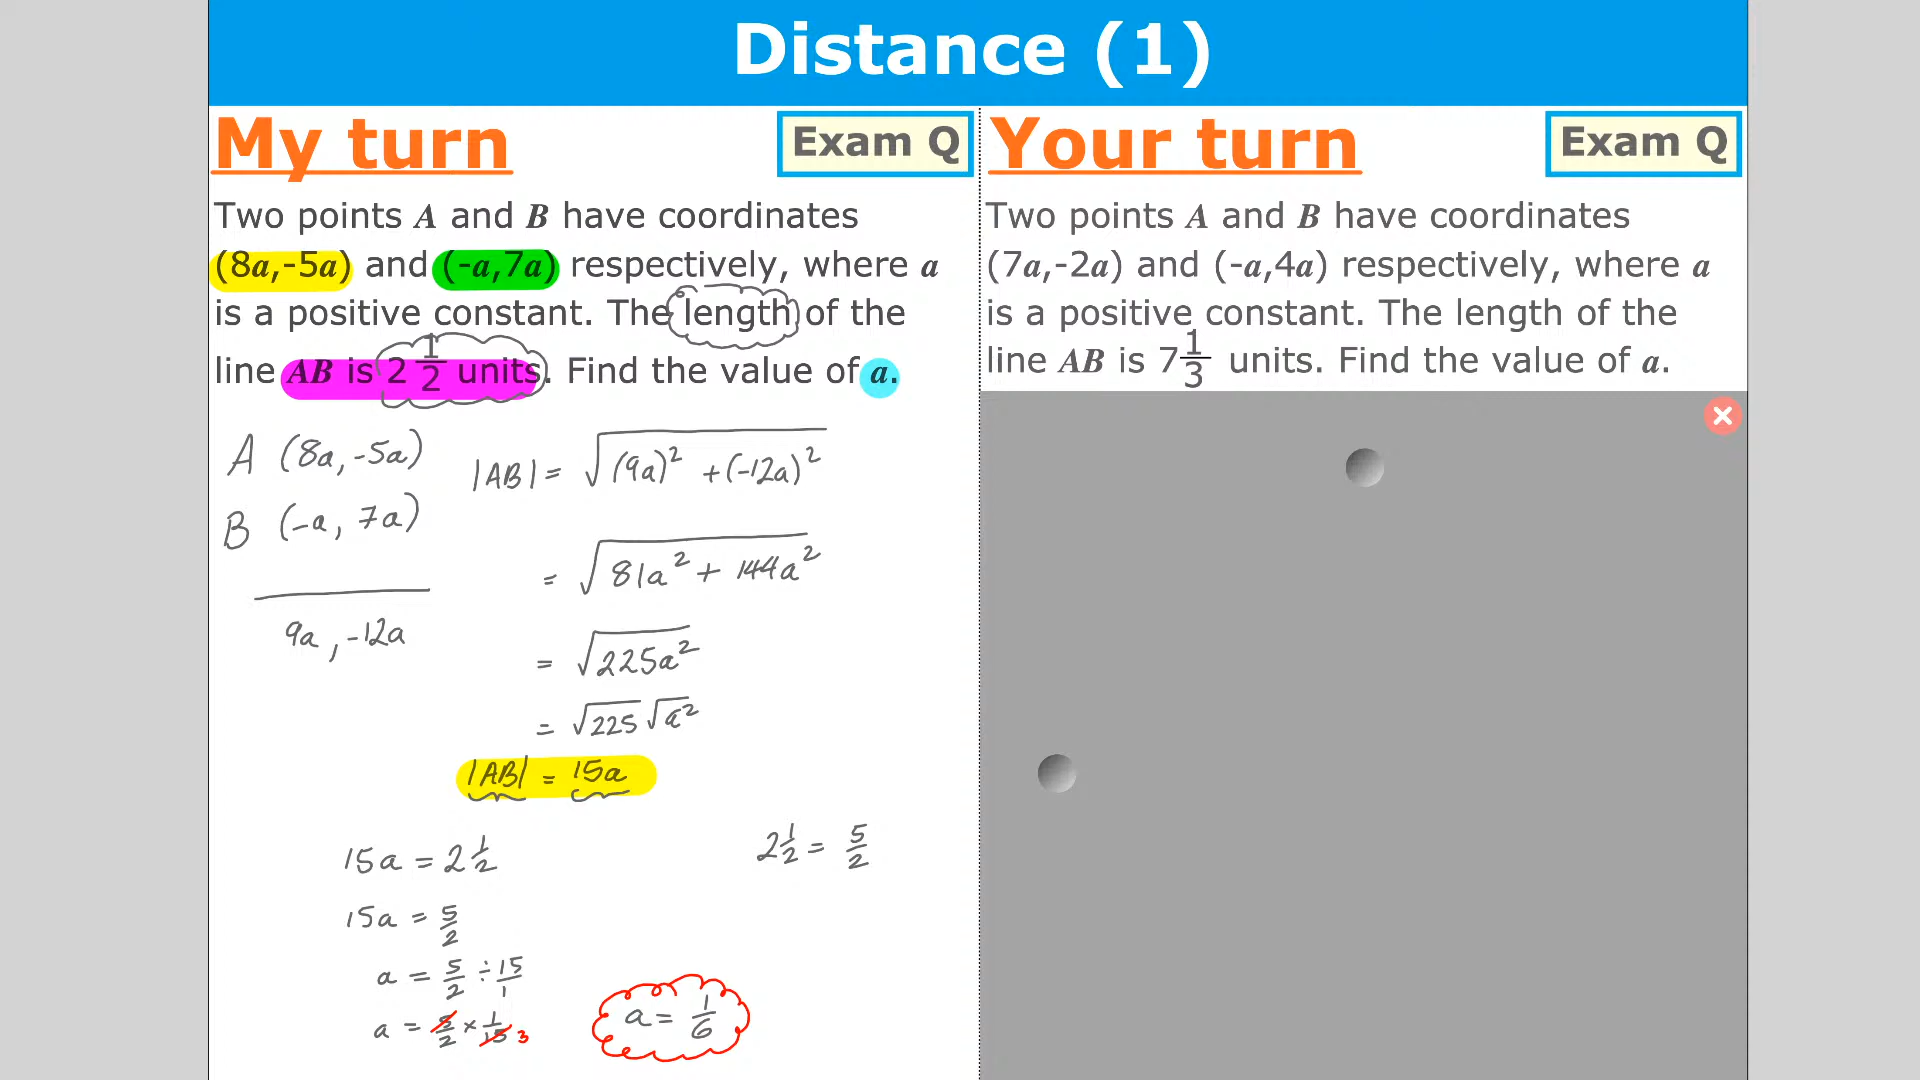 Distance (1)
My turn
Exam Q
Two points A and B have coordinates
(8a,-5a) and (-a,7a) respectively, where a
is a positive constant. The length of the
line AB is 2 1/2 units. Find the value of a.
A (8a, -5a)
B (-a, 7a)
9a, -12a
|AB| = √((9a)² + (-12a)²)
= √(81a² + 144a²)
= √(225a²)
= √225 √a²
|AB| = 15a
15a = 2 1/2
2 1/2 = 5/2
15a = 5/2
a = 5/2 ÷ 15/1
a = 5/2 × 1/15 3
a = 1/6
Your turn
Exam Q
Two points A and B have coordinates
(7a,-2a) and (-a,4a) respectively, where a
is a positive constant. The length of the
line AB is 7 1/3 units. Find the value of a.